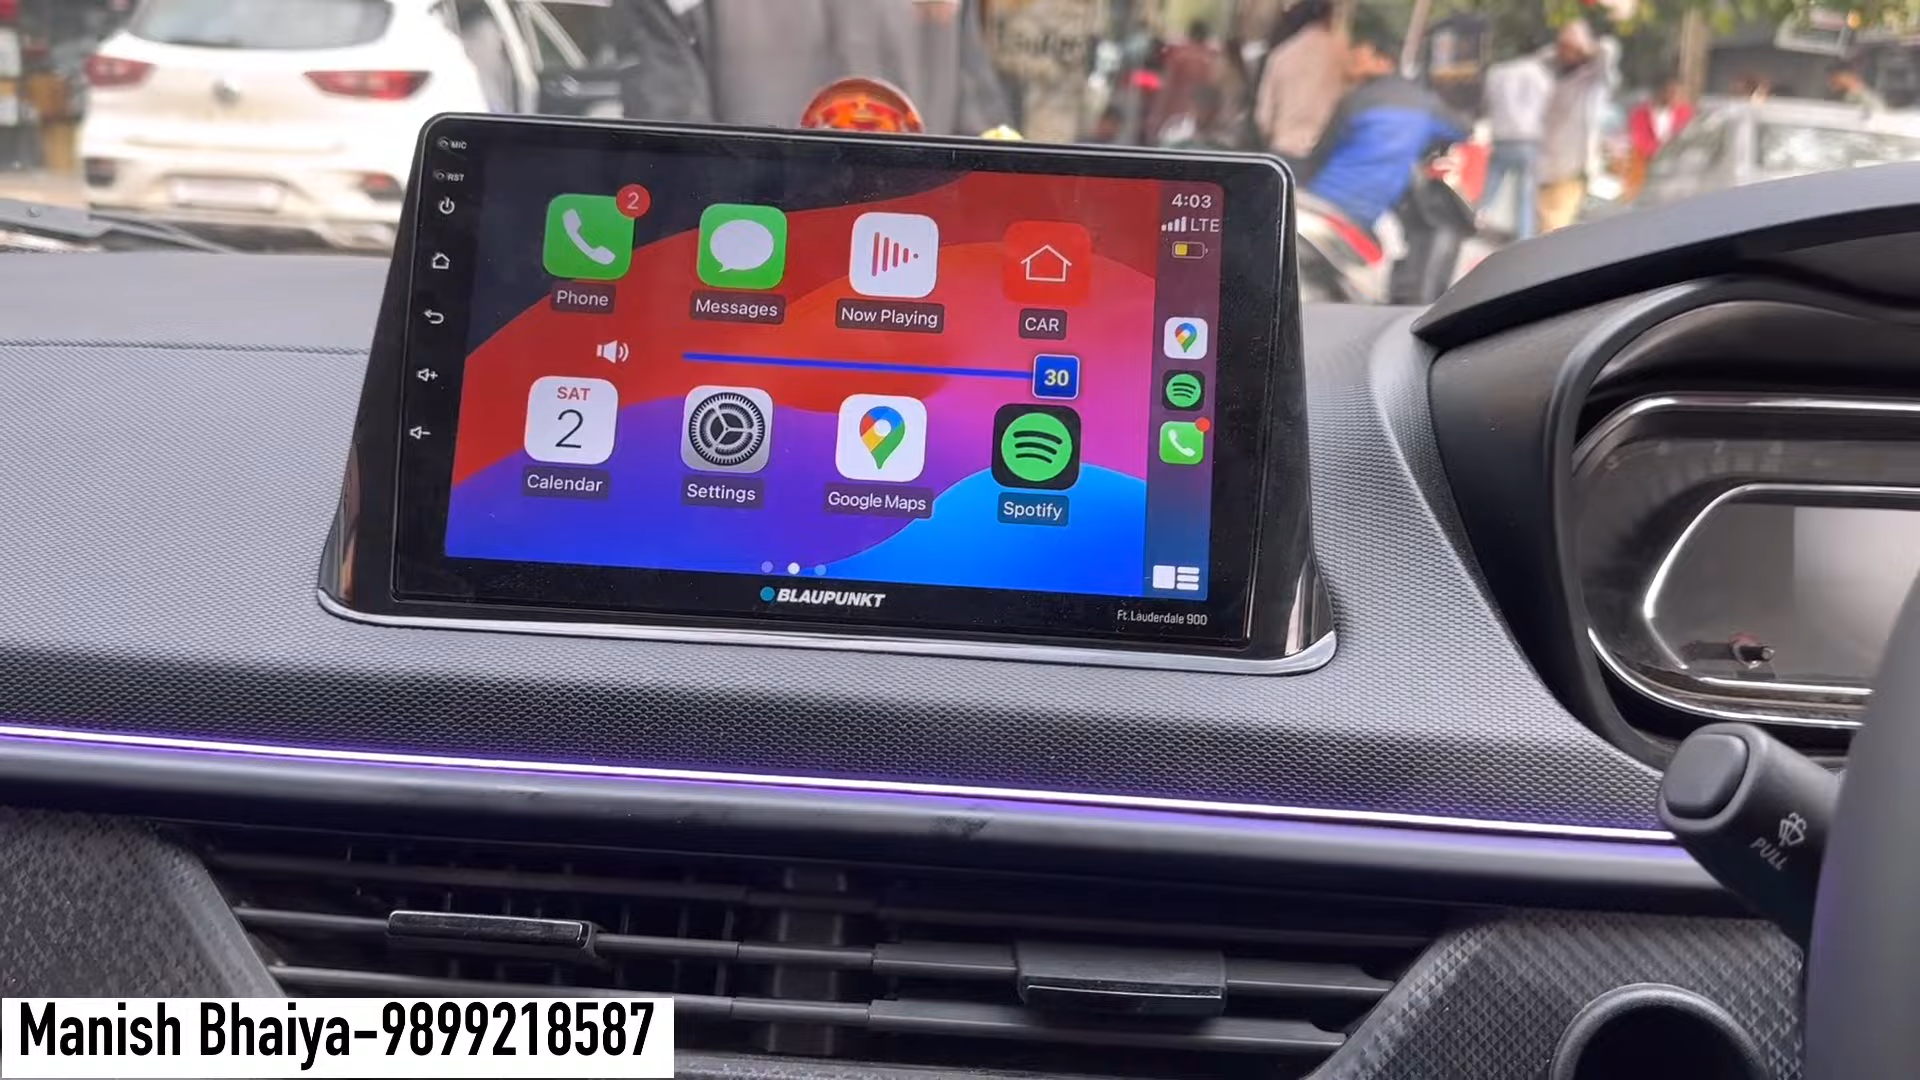 MIC
RST
4:03
LTE
2
Phone
Messages
Now Playing
CAR
30
SAT
2
Calendar
Settings
Google Maps
Spotify
BLAUPUNKT
Ft.Lauderdale 900
PULL
Manish Bhaiya-9899218587